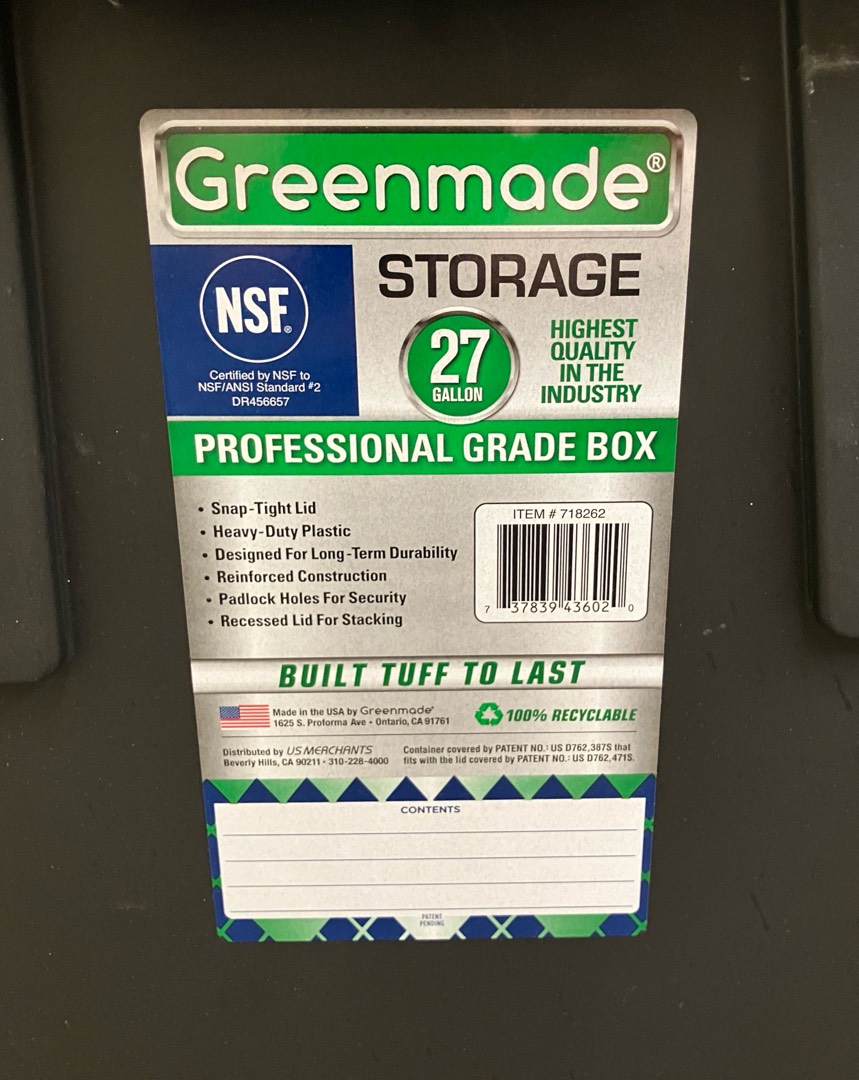 Greenmade®
NSF®
Certified by NSF to
NSF/ANSI Standard #2
DR456657
STORAGE
27
GALLON
HIGHEST
QUALITY
IN THE
INDUSTRY
PROFESSIONAL GRADE BOX
• Snap-Tight Lid
• Heavy-Duty Plastic
• Designed For Long-Term Durability
• Reinforced Construction
• Padlock Holes For Security
• Recessed Lid For Stacking
ITEM # 718262
7 37839 43602 0
BUILT TUFF TO LAST
Made in the USA by Greenmade®
1625 S. Proforma Ave • Ontario, CA 91761
100% RECYCLABLE
Distributed by US MERCHANTS
Beverly Hills, CA 90211 • 310-228-4000
Container covered by PATENT NO.: US D762,387S that
fits with the lid covered by PATENT NO.: US D762,471S.
CONTENTS
PATENT
PENDING